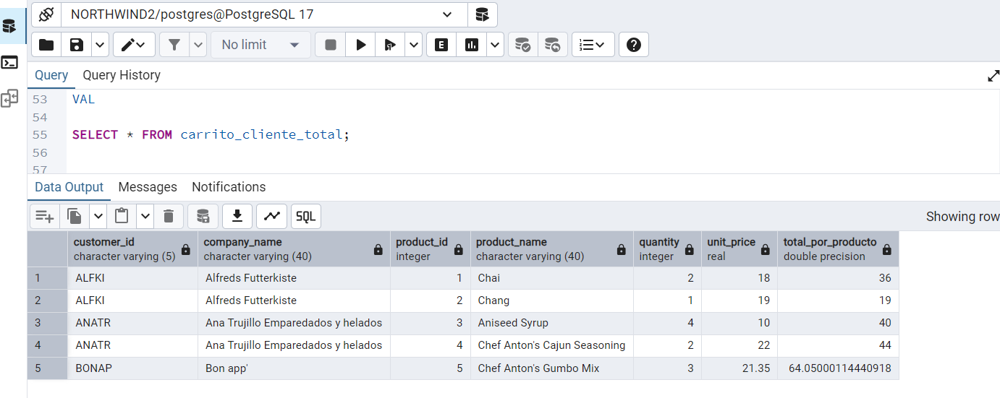 NORTHWIND2/postgres@PostgreSQL 17
No limit
E
Query Query History
53 VAL
54
55 SELECT * FROM carrito_cliente_total;
56
57
Data Output Messages Notifications
SQL Showing row
customer_id company_name product_id product_name quantity unit_price total_por_producto
character varying (5) character varying (40) integer character varying (40) integer real double precision
1 ALFKI Alfreds Futterkiste 1 Chai 2 18 36
2 ALFKI Alfreds Futterkiste 2 Chang 1 19 19
3 ANATR Ana Trujillo Emparedados y helados 3 Aniseed Syrup 4 10 40
4 ANATR Ana Trujillo Emparedados y helados 4 Chef Anton's Cajun Seasoning 2 22 44
5 BONAP Bon app' 5 Chef Anton's Gumbo Mix 3 21.35 64.05000114440918